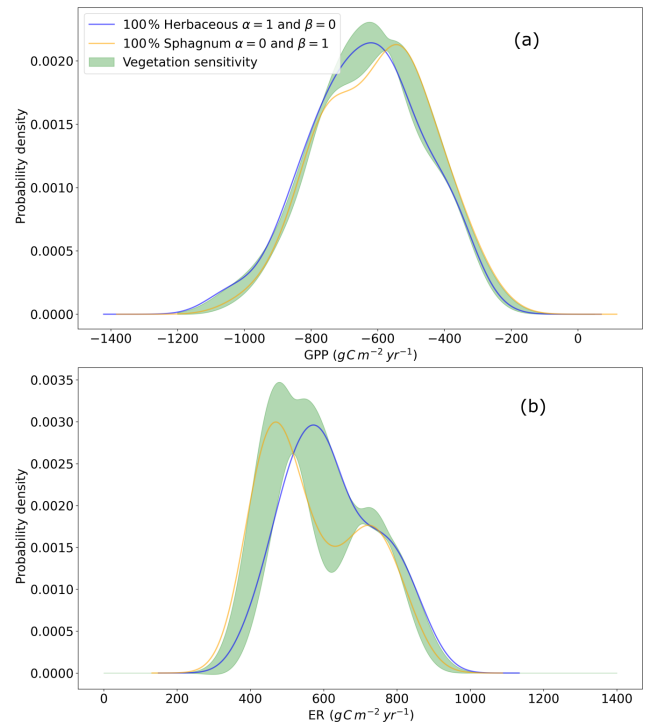 (a)
100% Herbaceous α = 1 and β = 0
100% Sphagnum α = 0 and β = 1
Vegetation sensitivity
Probability density
0.0020
0.0015
0.0010
0.0005
0.0000
−1400 −1200 −1000 −800 −600 −400 −200 0
GPP (gC m⁻² yr⁻¹)
(b)
Probability density
0.0035
0.0030
0.0025
0.0020
0.0015
0.0010
0.0005
0.0000
0 200 400 600 800 1000 1200 1400
ER (gC m⁻² yr⁻¹)